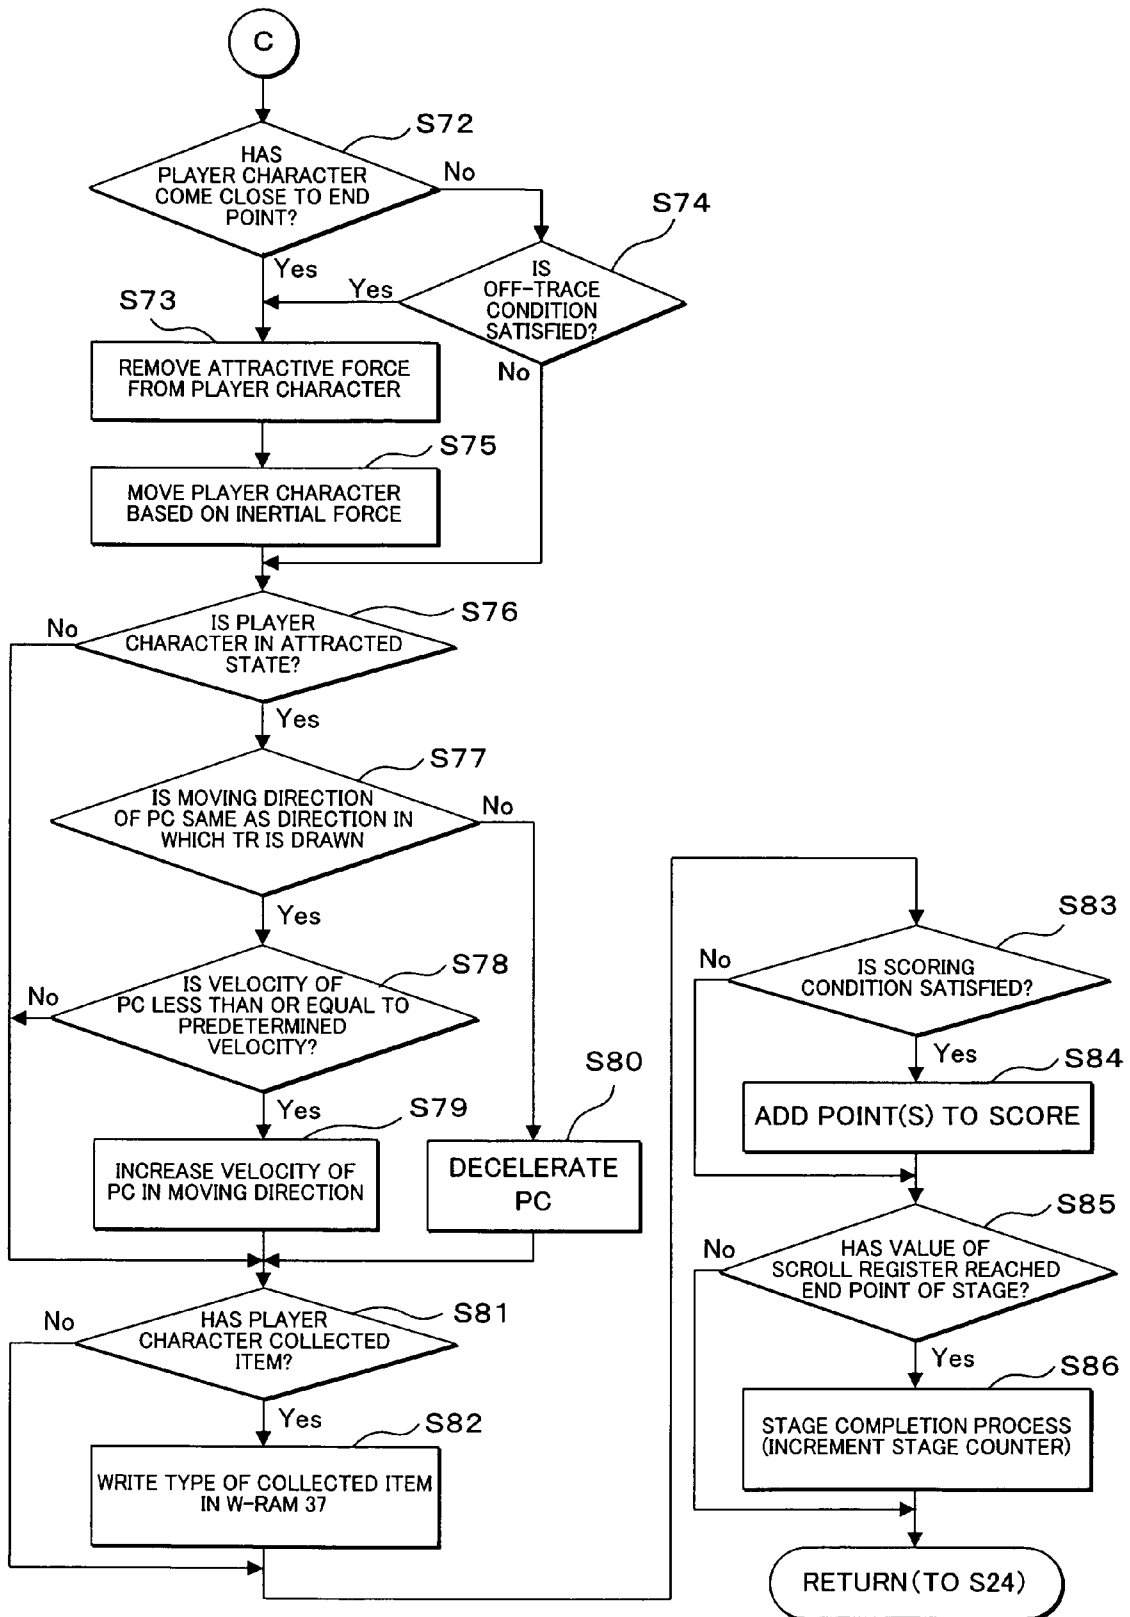 C
S72
HAS
PLAYER CHARACTER
COME CLOSE TO END
POINT?
No
Yes
S74
IS
OFF-TRACE
CONDITION
SATISFIED?
Yes
No
S73
REMOVE ATTRACTIVE FORCE
FROM PLAYER CHARACTER
S75
MOVE PLAYER CHARACTER
BASED ON INERTIAL FORCE
S76
IS PLAYER
CHARACTER IN ATTRACTED
STATE?
No
Yes
S77
IS MOVING DIRECTION
OF PC SAME AS DIRECTION IN
WHICH TR IS DRAWN
No
Yes
S78
IS VELOCITY OF
PC LESS THAN OR EQUAL TO
PREDETERMINED
VELOCITY?
No
Yes
S79
INCREASE VELOCITY OF
PC IN MOVING DIRECTION
S80
DECELERATE
PC
S81
HAS PLAYER
CHARACTER COLLECTED
ITEM?
No
Yes
S82
WRITE TYPE OF COLLECTED ITEM
IN W-RAM 37
S83
IS SCORING
CONDITION SATISFIED?
No
Yes
S84
ADD POINT(S) TO SCORE
S85
HAS VALUE OF
SCROLL REGISTER REACHED
END POINT OF STAGE?
No
Yes
S86
STAGE COMPLETION PROCESS
(INCREMENT STAGE COUNTER)
RETURN(TO S24)